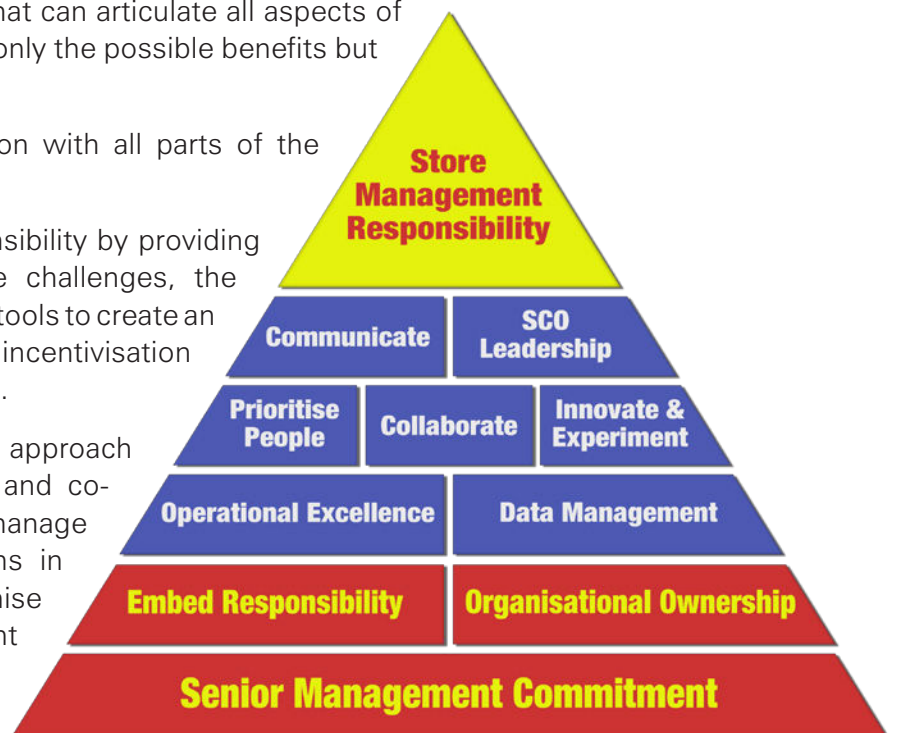 hat can articulate all aspects of
only the possible benefits but
on with all parts of the
nsibility by providing
e challenges, the
tools to create an
incentivisation
.
approach
and co-
manage
ns in
nise
nt
Store
Management
Responsibility
Communicate
SCO
Leadership
Prioritise
People
Collaborate
Innovate &
Experiment
Operational Excellence
Data Management
Embed Responsibility
Organisational Ownership
Senior Management Commitment